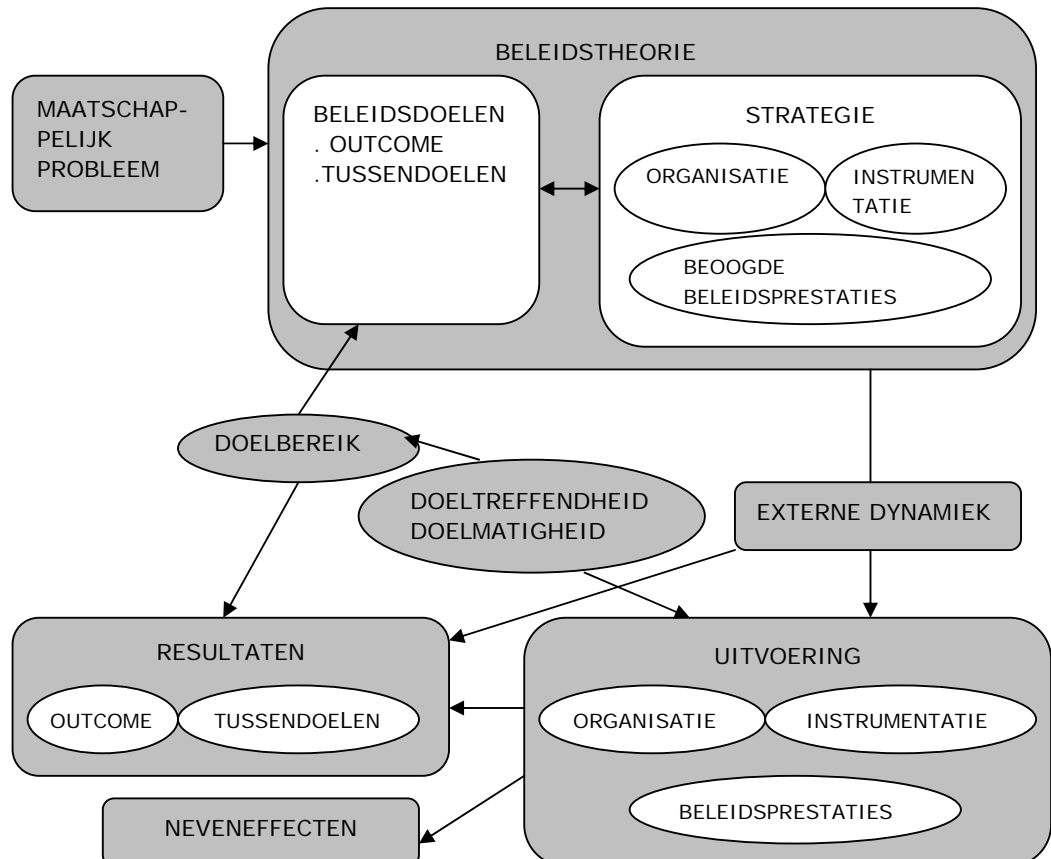 BELEIDSTHEORIE
MAATSCHAP-
PELIJK
PROBLEEM
BELEIDSDOELEN
. OUTCOME
.TUSSENDOELEN
STRATEGIE
ORGANISATIE
INSTRUMEN
TATIE
BEOOGDE
BELEIDSPRESTATIES
DOELBEREIK
DOELTREFFENDHEID
DOELMATIGHEID
EXTERNE DYNAMIEK
RESULTATEN
OUTCOME
TUSSENDOELEN
UITVOERING
ORGANISATIE
INSTRUMENTATIE
BELEIDSPRESTATIES
NEVENEFFECTEN